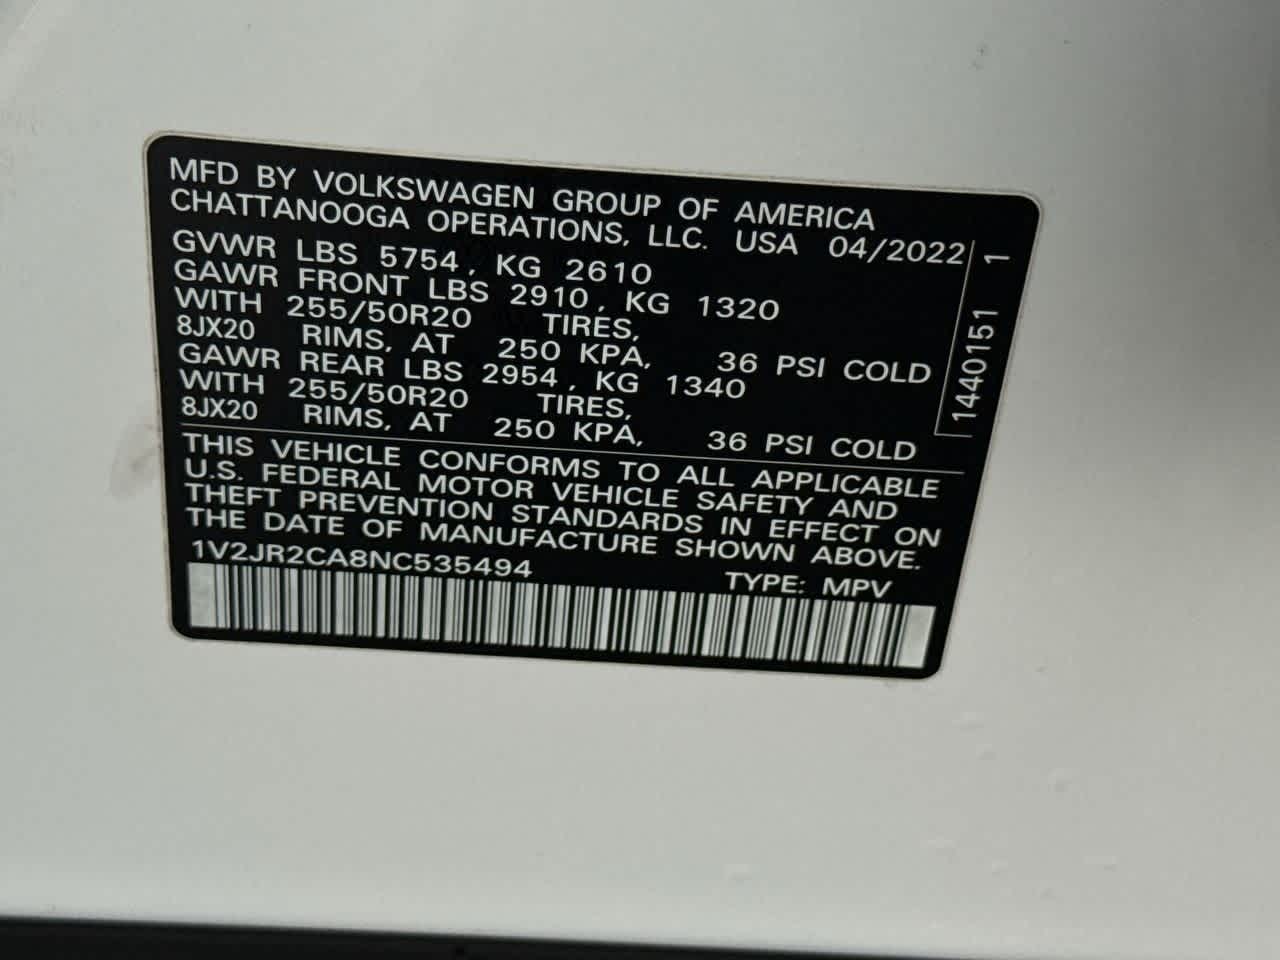 MFD BY VOLKSWAGEN GROUP OF AMERICA
CHATTANOOGA OPERATIONS, LLC. USA 04/2022
GVWR LBS 5754, KG 2610
GAWR FRONT LBS 2910, KG 1320
WITH 255/50R20 TIRES,
8JX20 RIMS, AT 250 KPA, 36 PSI COLD
GAWR REAR LBS 2954, KG 1340
WITH 255/50R20 TIRES,
8JX20 RIMS, AT 250 KPA, 36 PSI COLD
1440151 1
THIS VEHICLE CONFORMS TO ALL APPLICABLE
U.S. FEDERAL MOTOR VEHICLE SAFETY AND
THEFT PREVENTION STANDARDS IN EFFECT ON
THE DATE OF MANUFACTURE SHOWN ABOVE.
1V2JR2CA8NC535494 TYPE: MPV